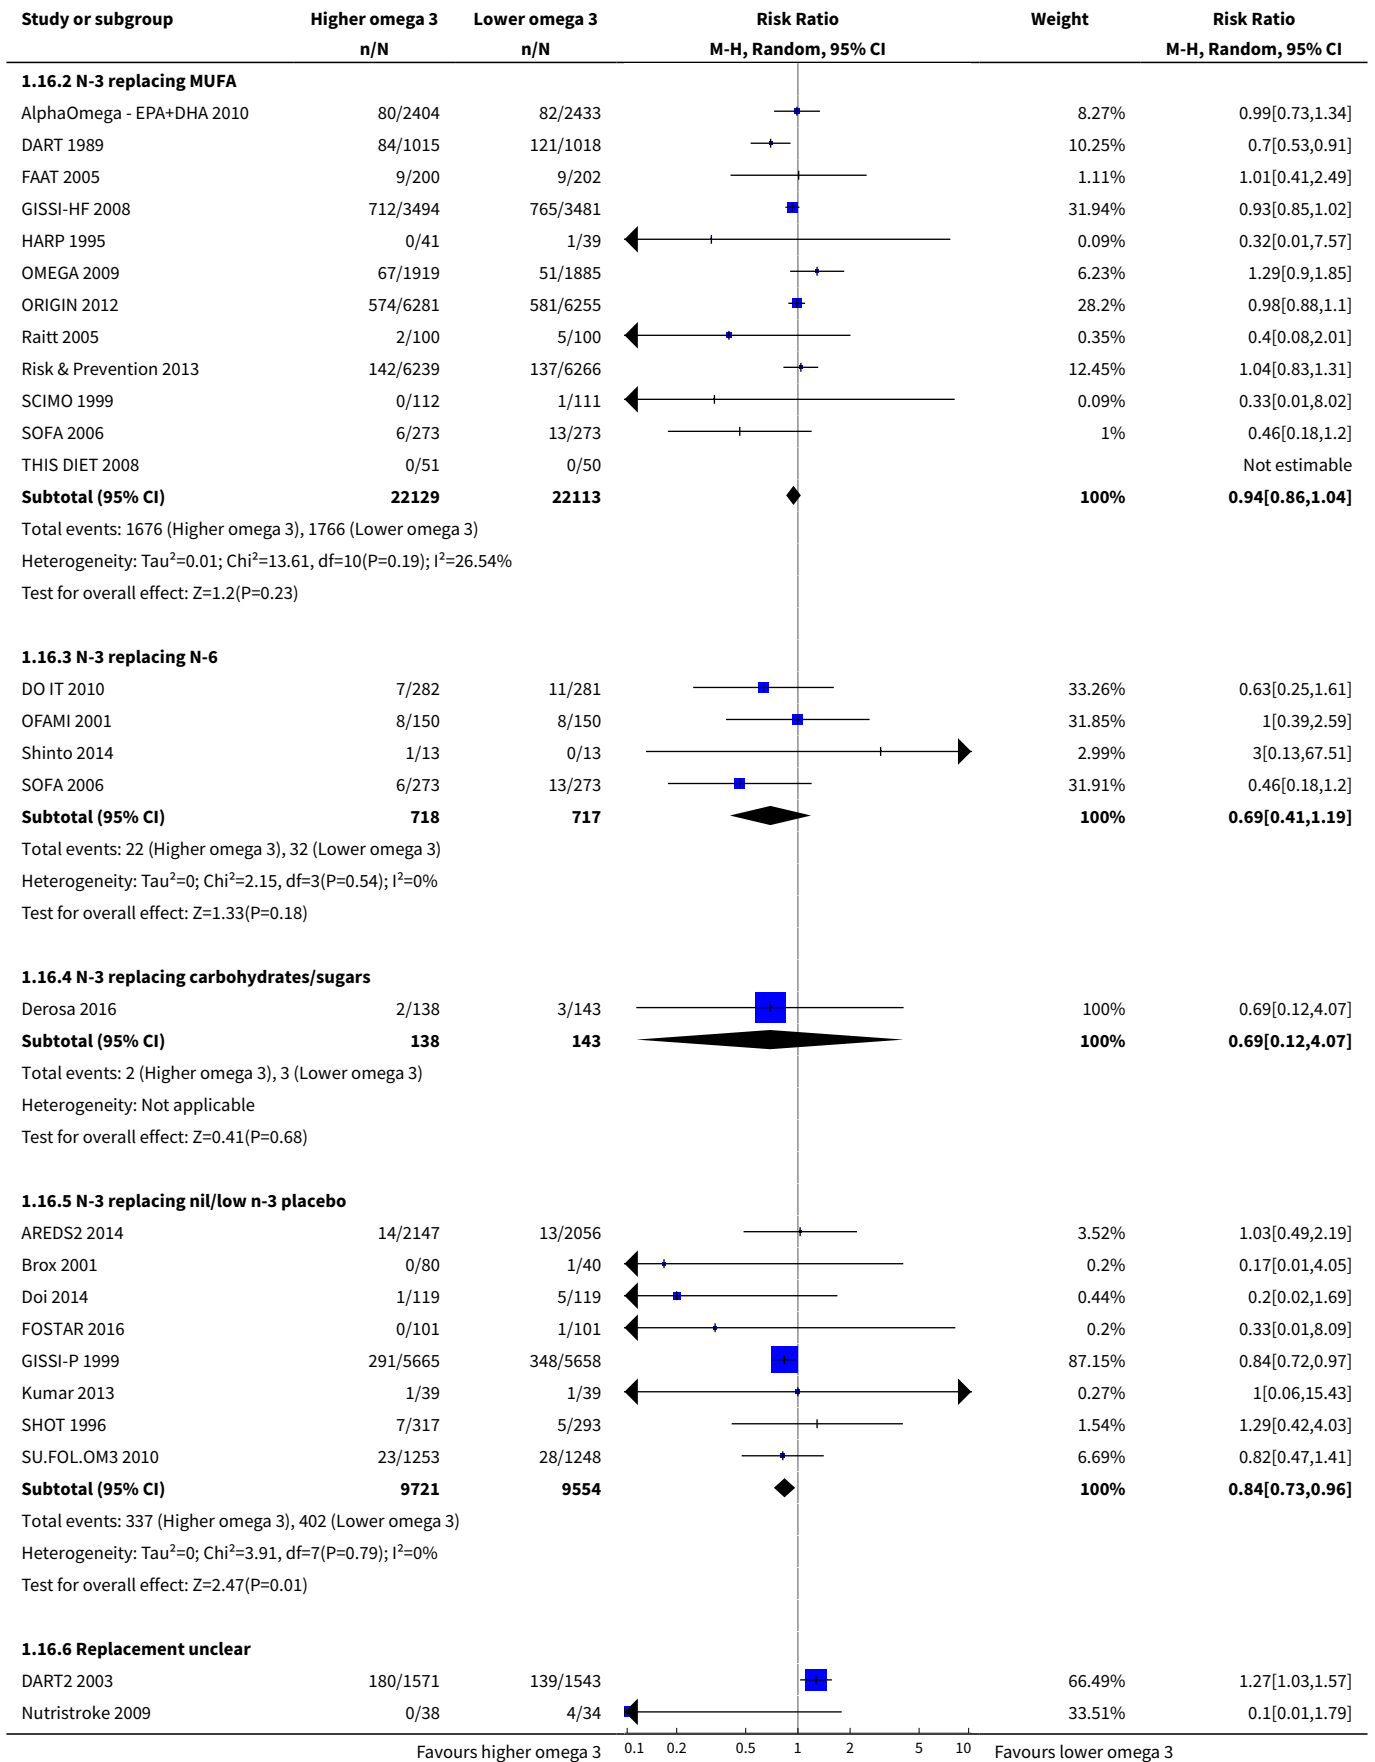 Study or subgroup Higher omega 3 Lower omega 3 Risk Ratio Weight Risk Ratio
n/N n/N M-H, Random, 95% CI M-H, Random, 95% CI
1.16.2 N-3 replacing MUFA
AlphaOmega - EPA+DHA 2010 80/2404 82/2433 8.27% 0.99[0.73,1.34]
DART 1989 84/1015 121/1018 10.25% 0.7[0.53,0.91]
FAAT 2005 9/200 9/202 1.11% 1.01[0.41,2.49]
GISSI-HF 2008 712/3494 765/3481 31.94% 0.93[0.85,1.02]
HARP 1995 0/41 1/39 0.09% 0.32[0.01,7.57]
OMEGA 2009 67/1919 51/1885 6.23% 1.29[0.9,1.85]
ORIGIN 2012 574/6281 581/6255 28.2% 0.98[0.88,1.1]
Raitt 2005 2/100 5/100 0.35% 0.4[0.08,2.01]
Risk & Prevention 2013 142/6239 137/6266 12.45% 1.04[0.83,1.31]
SCIMO 1999 0/112 1/111 0.09% 0.33[0.01,8.02]
SOFA 2006 6/273 13/273 1% 0.46[0.18,1.2]
THIS DIET 2008 0/51 0/50 Not estimable
Subtotal (95% CI) 22129 22113 100% 0.94[0.86,1.04]
Total events: 1676 (Higher omega 3), 1766 (Lower omega 3)
Heterogeneity: Tau²=0.01; Chi²=13.61, df=10(P=0.19); I²=26.54%
Test for overall effect: Z=1.2(P=0.23)
1.16.3 N-3 replacing N-6
DO IT 2010 7/282 11/281 33.26% 0.63[0.25,1.61]
OFAMI 2001 8/150 8/150 31.85% 1[0.39,2.59]
Shinto 2014 1/13 0/13 2.99% 3[0.13,67.51]
SOFA 2006 6/273 13/273 31.91% 0.46[0.18,1.2]
Subtotal (95% CI) 718 717 100% 0.69[0.41,1.19]
Total events: 22 (Higher omega 3), 32 (Lower omega 3)
Heterogeneity: Tau²=0; Chi²=2.15, df=3(P=0.54); I²=0%
Test for overall effect: Z=1.33(P=0.18)
1.16.4 N-3 replacing carbohydrates/sugars
Derosa 2016 2/138 3/143 100% 0.69[0.12,4.07]
Subtotal (95% CI) 138 143 100% 0.69[0.12,4.07]
Total events: 2 (Higher omega 3), 3 (Lower omega 3)
Heterogeneity: Not applicable
Test for overall effect: Z=0.41(P=0.68)
1.16.5 N-3 replacing nil/low n-3 placebo
AREDS2 2014 14/2147 13/2056 3.52% 1.03[0.49,2.19]
Brox 2001 0/80 1/40 0.2% 0.17[0.01,4.05]
Doi 2014 1/119 5/119 0.44% 0.2[0.02,1.69]
FOSTAR 2016 0/101 1/101 0.2% 0.33[0.01,8.09]
GISSI-P 1999 291/5665 348/5658 87.15% 0.84[0.72,0.97]
Kumar 2013 1/39 1/39 0.27% 1[0.06,15.43]
SHOT 1996 7/317 5/293 1.54% 1.29[0.42,4.03]
SU.FOL.OM3 2010 23/1253 28/1248 6.69% 0.82[0.47,1.41]
Subtotal (95% CI) 9721 9554 100% 0.84[0.73,0.96]
Total events: 337 (Higher omega 3), 402 (Lower omega 3)
Heterogeneity: Tau²=0; Chi²=3.91, df=7(P=0.79); I²=0%
Test for overall effect: Z=2.47(P=0.01)
1.16.6 Replacement unclear
DART2 2003 180/1571 139/1543 66.49% 1.27[1.03,1.57]
Nutristroke 2009 0/38 4/34 33.51% 0.1[0.01,1.79]
Favours higher omega 3 0.1 0.2 0.5 1 2 5 10 Favours lower omega 3